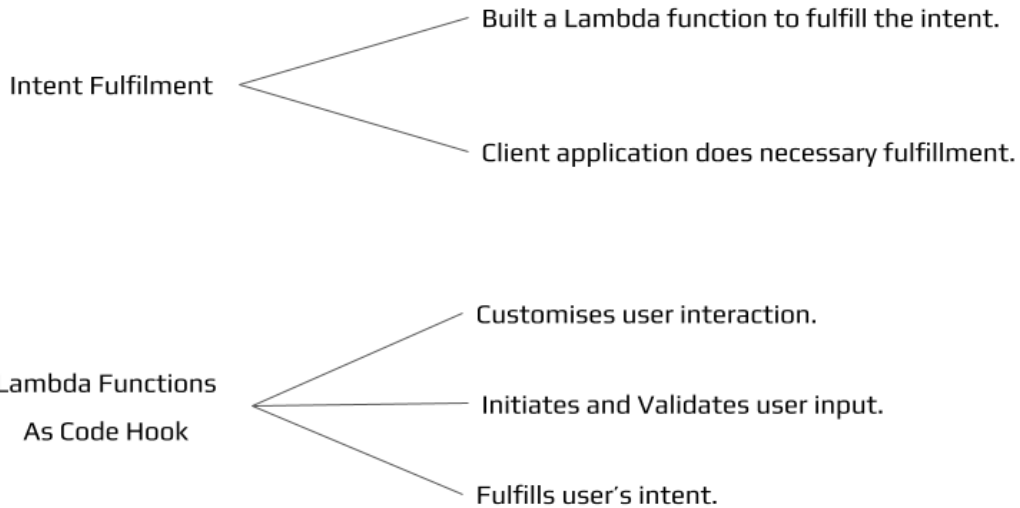 Built a Lambda function to fulfill the intent.
Intent Fulfilment
Client application does necessary fulfillment.
Customises user interaction.
Lambda Functions
As Code Hook
Initiates and Validates user input.
Fulfills user’s intent.